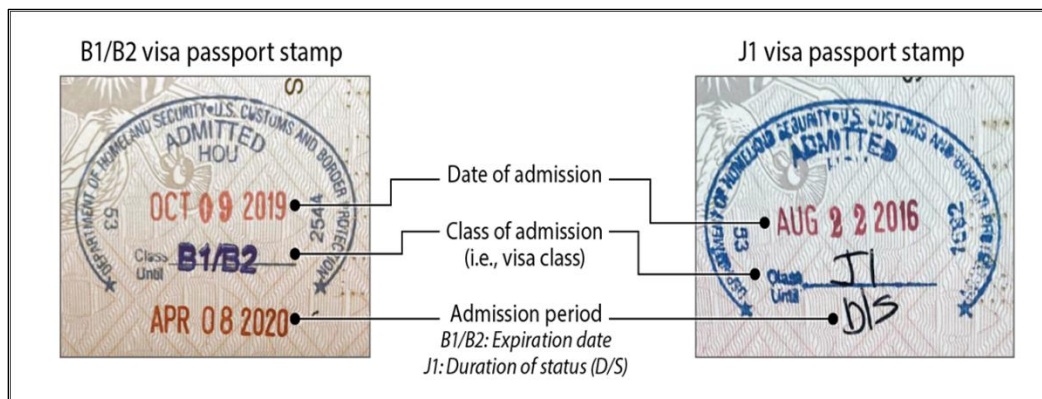 B1/B2 visa passport stamp
J1 visa passport stamp
S
DEPARTMENT OF HOMELAND SECURITY • U.S. CUSTOMS AND BORDER PROTECTION
ADMITTED
HOU
OCT 09 2019
53
2544
Class B1/B2
Until
APR 08 2020
Date of admission
Class of admission
(i.e., visa class)
Admission period
B1/B2: Expiration date
J1: Duration of status (D/S)
DEPARTMENT OF HOMELAND SECURITY • U.S. CUSTOMS AND BORDER
ADMITTED
AUG 22 2016
53
Class J1
Until D/S